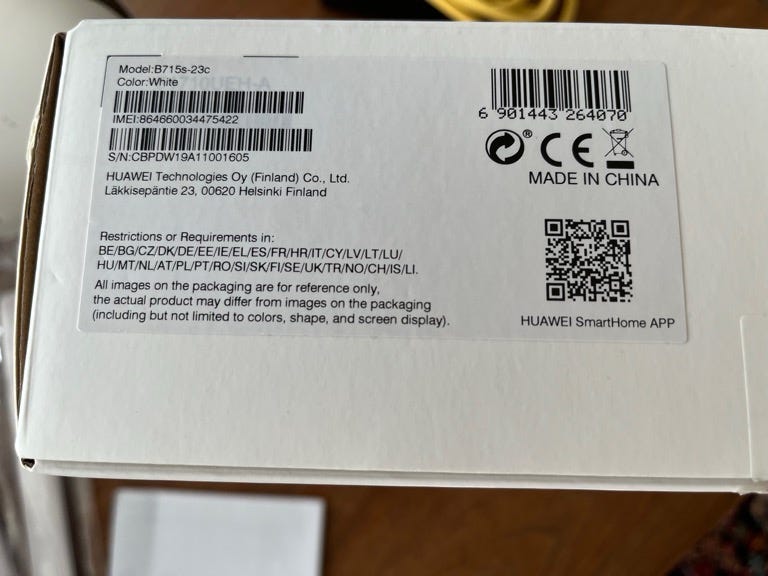 Model:B715s-23c
Color:White
IMEI:864660034475422
S/N:CBPDW19A11001605
HUAWEI Technologies Oy (Finland) Co., Ltd.
Läkkisepäntie 23, 00620 Helsinki Finland
6 901443 264070
CE
MADE IN CHINA
Restrictions or Requirements in:
BE/BG/CZ/DK/DE/EE/IE/EL/ES/FR/HR/IT/CY/LV/LT/LU/
HU/MT/NL/AT/PL/PT/RO/SI/SK/FI/SE/UK/TR/NO/CH/IS/LI.
All images on the packaging are for reference only,
the actual product may differ from images on the packaging
(including but not limited to colors, shape, and screen display).
HUAWEI SmartHome APP